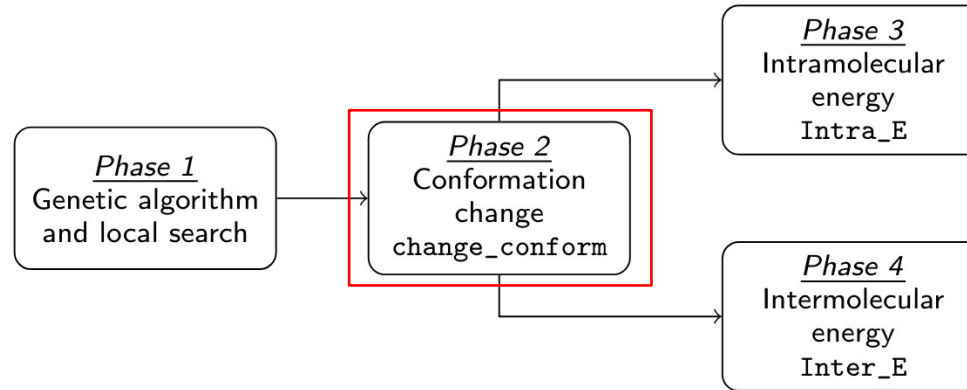 Phase 1
Genetic algorithm
and local search
Phase 2
Conformation
change
change_conform
Phase 3
Intramolecular
energy
Intra_E
Phase 4
Intermolecular
energy
Inter_E